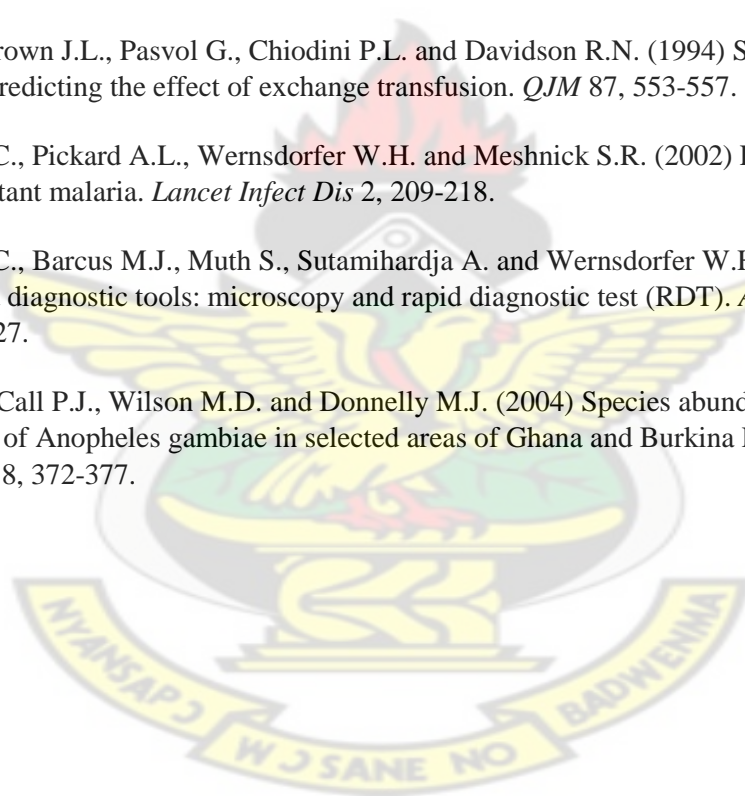 rown J.L., Pasvol G., Chiodini P.L. and Davidson R.N. (1994) S
redicting the effect of exchange transfusion. QJM 87, 553-557.
C., Pickard A.L., Wernsdorfer W.H. and Meshnick S.R. (2002)
tant malaria. Lancet Infect Dis 2, 209-218.
C., Barcus M.J., Muth S., Sutamihardja A. and Wernsdorfer W.H
diagnostic tools: microscopy and rapid diagnostic test (RDT).
27.
Call P.J., Wilson M.D. and Donnelly M.J. (2004) Species abund
of Anopheles gambiae in selected areas of Ghana and Burkina
8, 372-377.
NYANSAPƆ WƆSANE NO BADWENMA